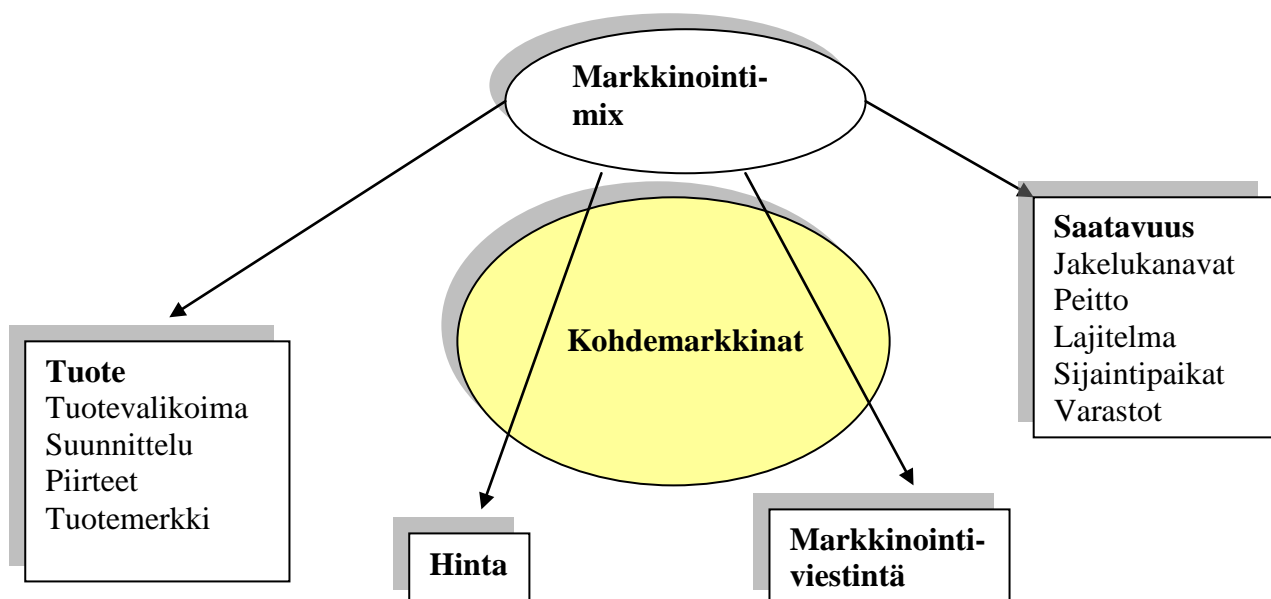 Markkinointi-
mix
Kohdemarkkinat
Tuote
Tuotevalikoima
Suunnittelu
Piirteet
Tuotemerkki
Hinta
Markkinointi-
viestintä
Saatavuus
Jakelukanavat
Peitto
Lajitelma
Sijaintipaikat
Varastot